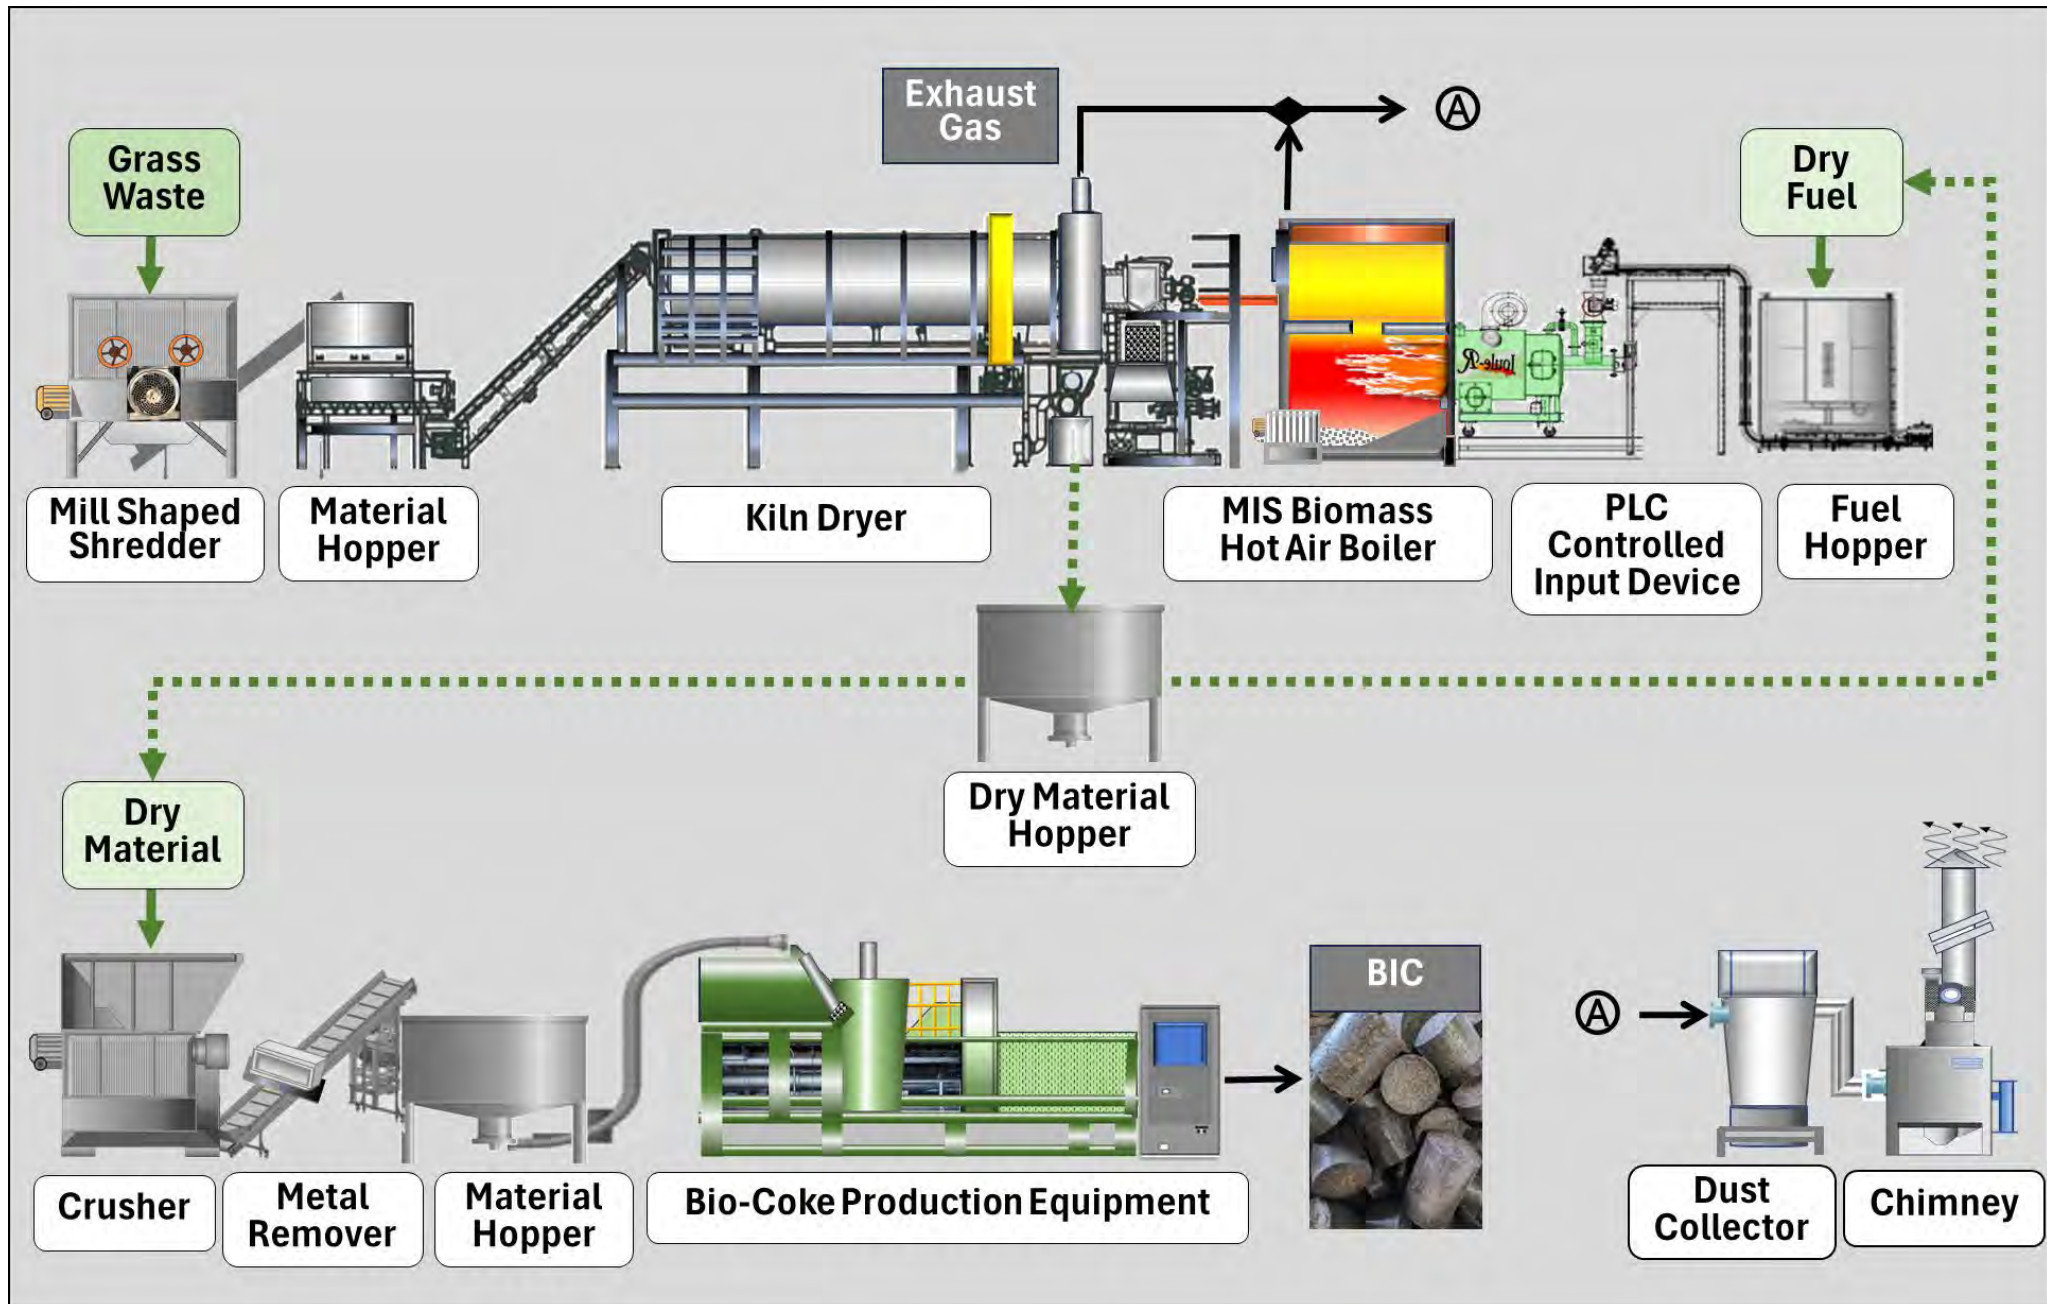 Exhaust
Gas
A
Grass
Waste
Dry
Fuel
Joule-R
Mill Shaped
Shredder
Material
Hopper
Kiln Dryer
MIS Biomass
Hot Air Boiler
PLC
Controlled
Input Device
Fuel
Hopper
Dry Material
Hopper
Dry
Material
BIC
A
Crusher
Metal
Remover
Material
Hopper
Bio-Coke Production Equipment
Dust
Collector
Chimney